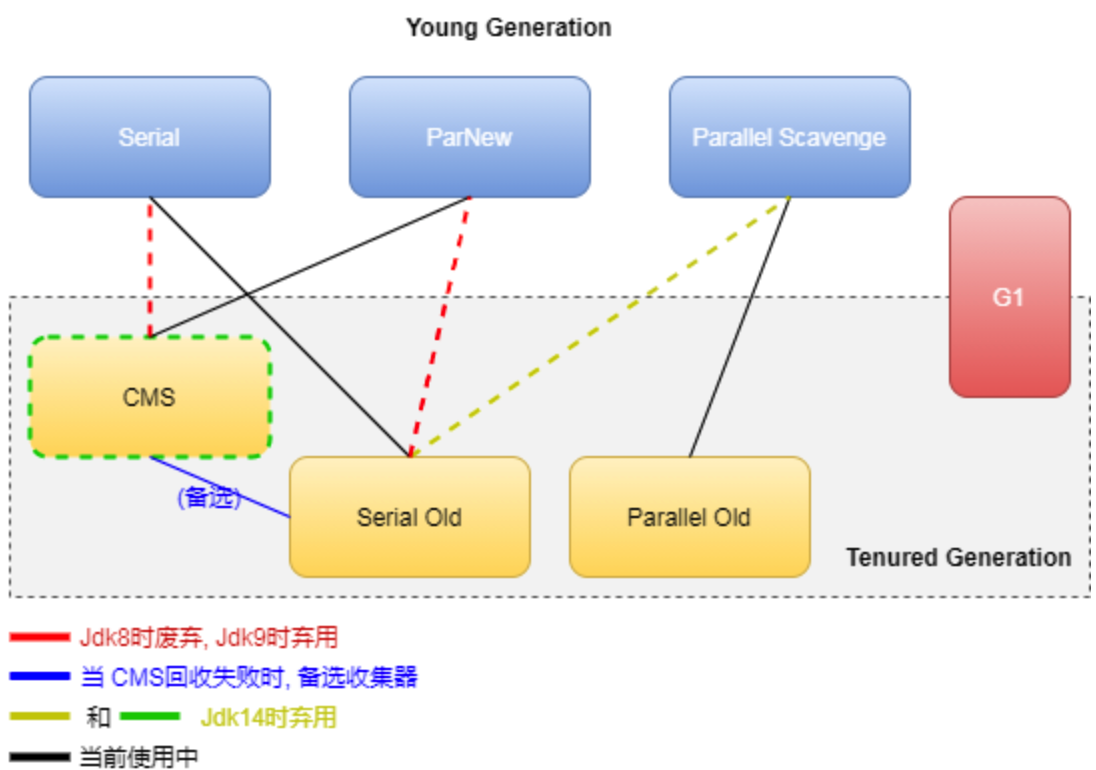 Young Generation
Serial
ParNew
Parallel Scavenge
G1
CMS
(备选)
Serial Old
Parallel Old
Tenured Generation
Jdk8时废弃, Jdk9时弃用
当 CMS回收失败时, 备选收集器
和 Jdk14时弃用
当前使用中